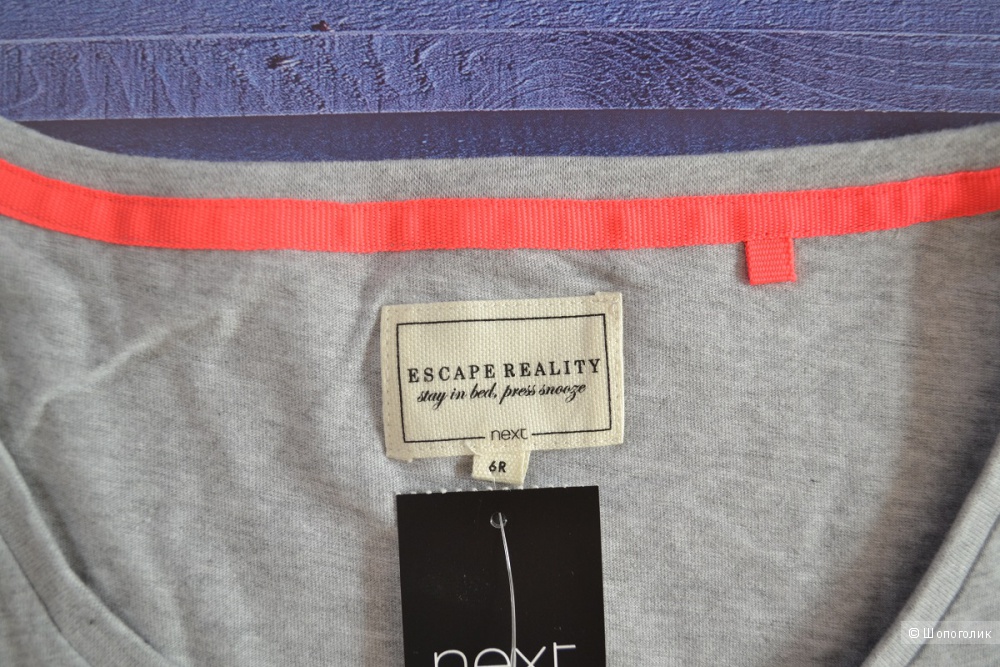 ESCAPE REALITY
stay in bed, press snooze
next
6R
next
© Шопоголик